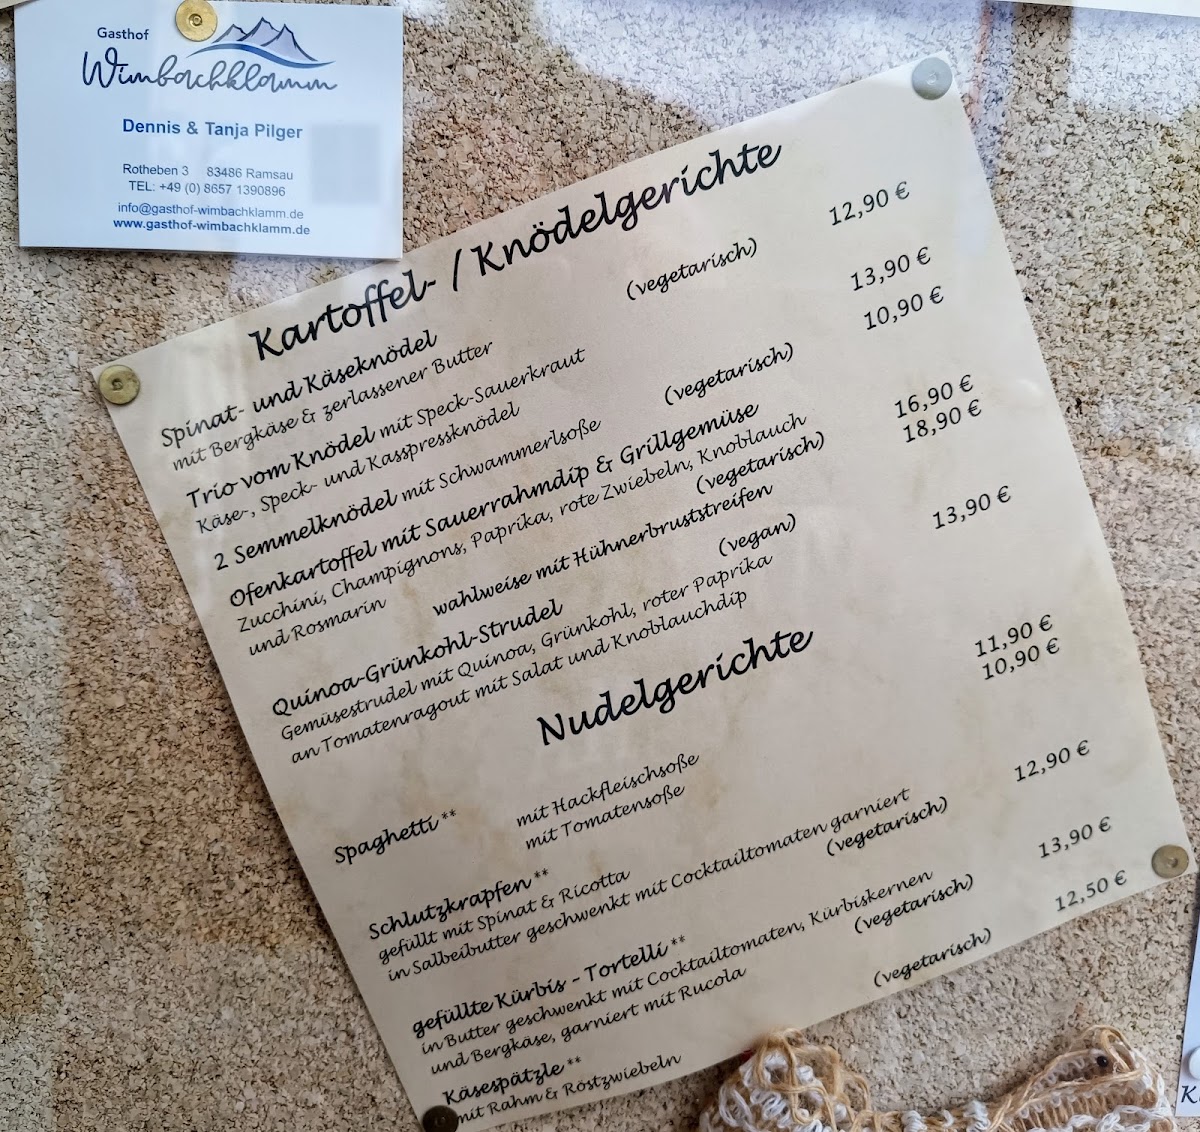 Gasthof
Wimbachklamm
Dennis & Tanja Pilger
Rotheben 3 83486 Ramsau
TEL: +49 (0) 8657 1390896
info@gasthof-wimbachklamm.de
www.gasthof-wimbachklamm.de
Kartoffel- / Knödelgerichte
Spinat- und Käseknödel (vegetarisch) 12,90 €
mit Bergkäse & zerlassener Butter
Trio vom Knödel mit Speck-Sauerkraut 13,90 €
Käse-, Speck- und Kasspressknödel
2 Semmelknödel mit Schwammerlsoße (vegetarisch) 10,90 €
Ofenkartoffel mit Sauerrahmdip & Grillgemüse
Zucchini, Champignons, Paprika, rote Zwiebeln, Knoblauch
und Rosmarin (vegetarisch) 16,90 €
wahlweise mit Hühnerbruststreifen 18,90 €
Quinoa-Grünkohl-Strudel (vegan) 13,90 €
Gemüsestrudel mit Quinoa, Grünkohl, roter Paprika
an Tomatenragout mit Salat und Knoblauchdip
Nudelgerichte
Spaghetti ** mit Hackfleischsoße 11,90 €
mit Tomatensoße 10,90 €
Schlutzkrapfen **
gefüllt mit Spinat & Ricotta
in Salbeibutter geschwenkt mit Cocktailtomaten garniert
(vegetarisch) 12,90 €
gefüllte Kürbis - Tortelli **
in Butter geschwenkt mit Cocktailtomaten, Kürbiskernen
und Bergkäse, garniert mit Rucola (vegetarisch) 13,90 €
Käsespätzle ** (vegetarisch) 12,50 €
mit Rahm & Röstzwiebeln